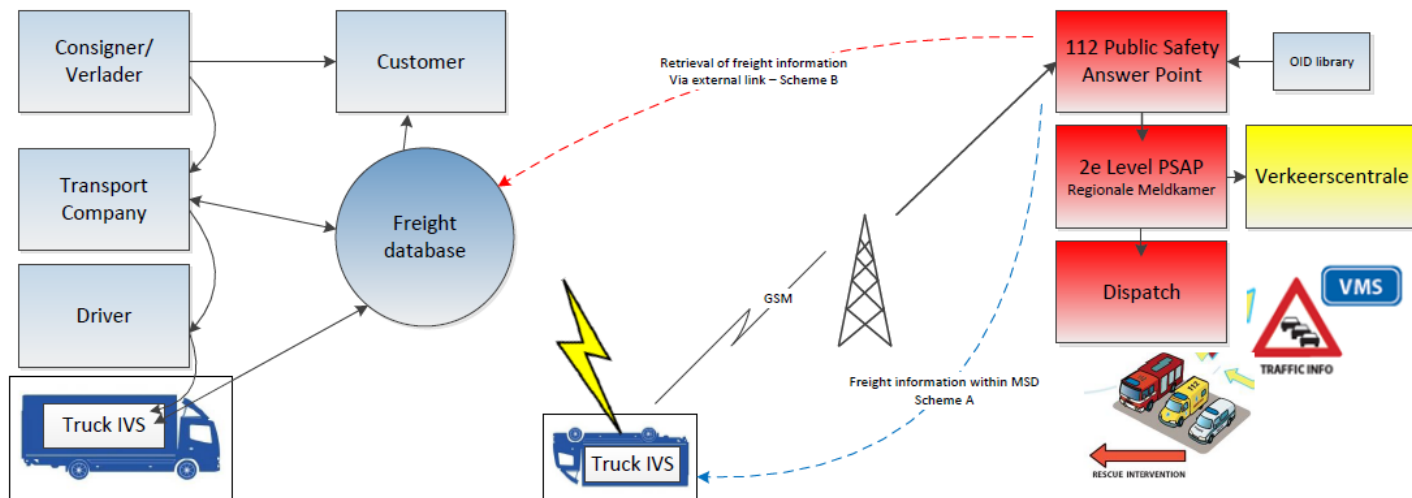 Consigner/
Verlader
Customer
Transport
Company
Freight
database
Driver
Truck IVS
Retrieval of freight information
Via external link – Scheme B
GSM
Truck IVS
Freight information within MSD
Scheme A
112 Public Safety
Answer Point
OID library
2e Level PSAP
Regionale Meldkamer
Verkeerscentrale
Dispatch
VMS
TRAFFIC INFO
112
RESCUE INTERVENTION